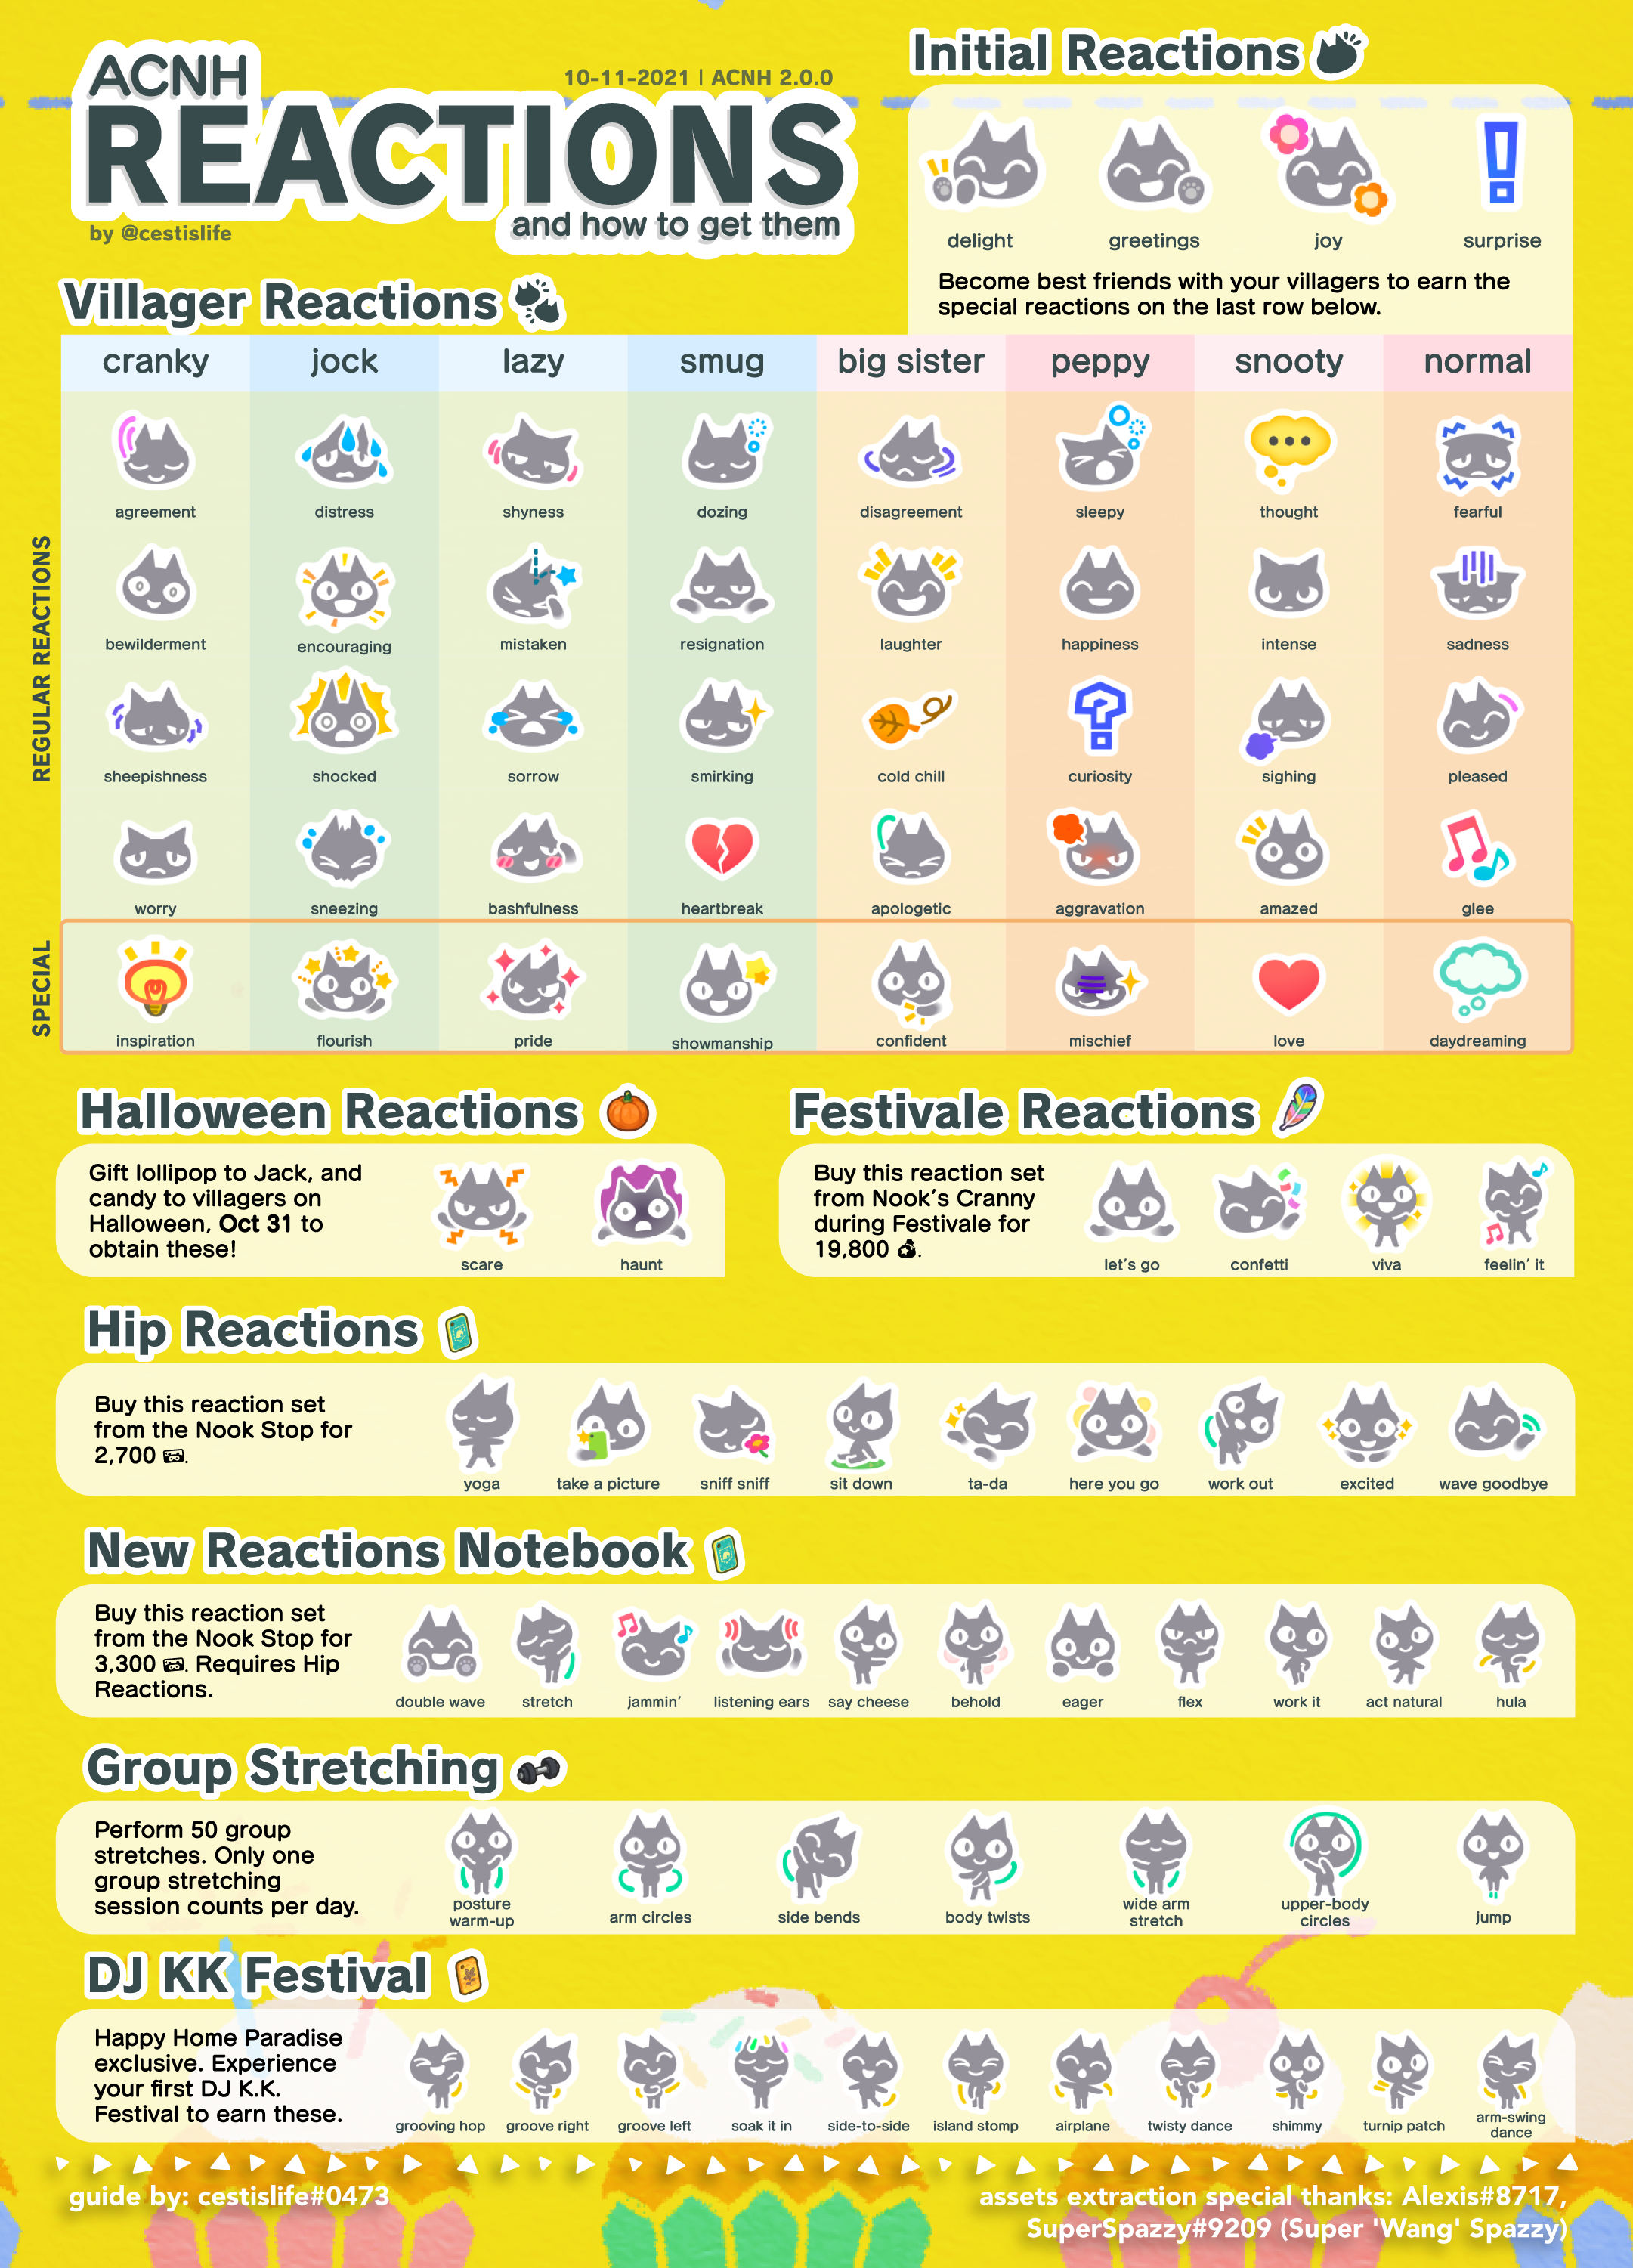 ACNH
10-11-2021 | ACNH 2.0.0
REACTIONS
and how to get them
by @cestislife
Initial Reactions
delight greetings joy surprise
Become best friends with your villagers to earn the
special reactions on the last row below.
Villager Reactions
cranky jock lazy smug big sister peppy snooty normal
REGULAR REACTIONS
agreement distress shyness dozing disagreement sleepy thought fearful
bewilderment encouraging mistaken resignation laughter happiness intense sadness
sheepishness shocked sorrow smirking cold chill curiosity sighing pleased
worry sneezing bashfulness heartbreak apologetic aggravation amazed glee
SPECIAL
inspiration flourish pride showmanship confident mischief love daydreaming
Halloween Reactions
Gift lollipop to Jack, and
candy to villagers on
Halloween, Oct 31 to
obtain these!
scare haunt
Festivale Reactions
Buy this reaction set
from Nook's Cranny
during Festivale for
19,800 .
let's go confetti viva feelin' it
Hip Reactions
Buy this reaction set
from the Nook Stop for
2,700 .
yoga take a picture sniff sniff sit down ta-da here you go work out excited wave goodbye
New Reactions Notebook
Buy this reaction set
from the Nook Stop for
3,300 . Requires Hip
Reactions.
double wave stretch jammin' listening ears say cheese behold eager flex work it act natural hula
Group Stretching
Perform 50 group
stretches. Only one
group stretching
session counts per day.
posture
warm-up
arm circles
side bends
body twists
wide arm
stretch
upper-body
circles
jump
DJ KK Festival
Happy Home Paradise
exclusive. Experience
your first DJ K.K.
Festival to earn these.
grooving hop groove right groove left soak it in side-to-side island stomp airplane twisty dance shimmy turnip patch
arm-swing
dance
guide by: cestislife#0473
assets extraction special thanks: Alexis#8717,
SuperSpazzy#9209 (Super 'Wang' Spazzy)